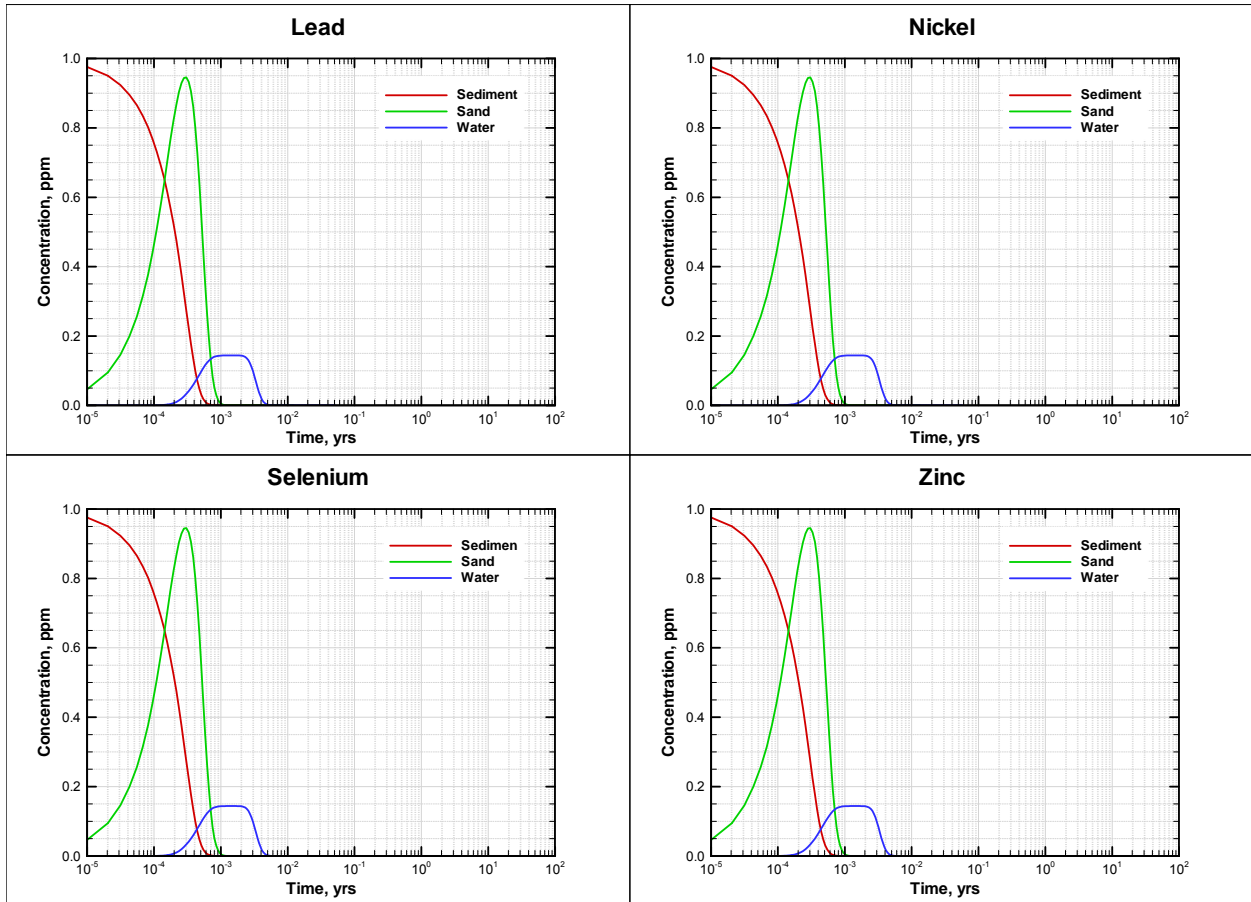 Lead
Concentration, ppm
1.0
0.8
0.6
0.4
0.2
0.0
Sediment
Sand
Water
10-5 10-4 10-3 10-2 10-1 100 101 102
Time, yrs
Nickel
Concentration, ppm
1.0
0.8
0.6
0.4
0.2
0.0
Sediment
Sand
Water
10-5 10-4 10-3 10-2 10-1 100 101 102
Time, yrs
Selenium
Concentration, ppm
1.0
0.8
0.6
0.4
0.2
0.0
Sedimen
Sand
Water
10-5 10-4 10-3 10-2 10-1 100 101 102
Time, yrs
Zinc
Concentration, ppm
1.0
0.8
0.6
0.4
0.2
0.0
Sediment
Sand
Water
10-5 10-4 10-3 10-2 10-1 100 101 102
Time, yrs